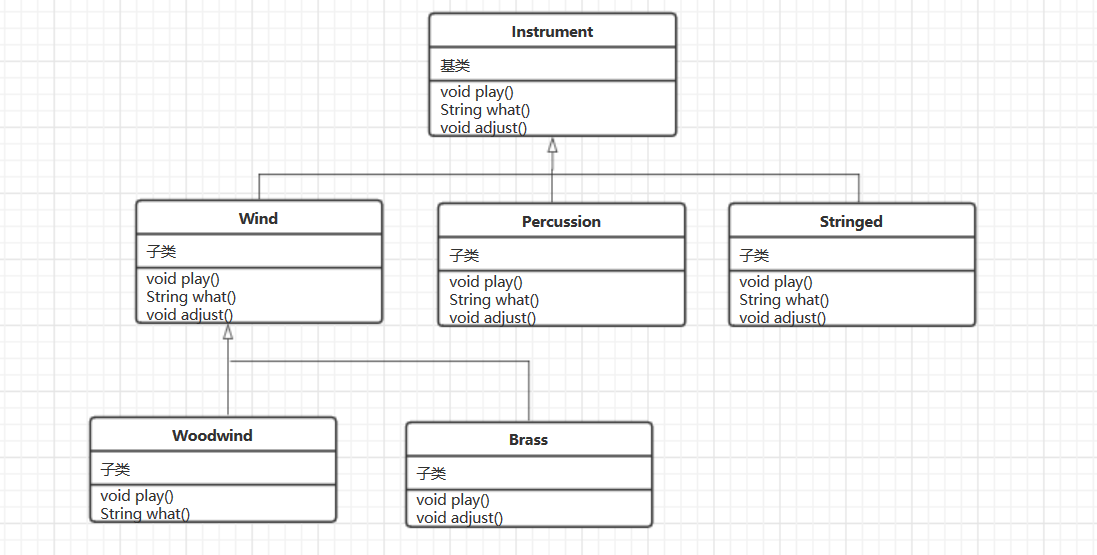 Instrument
基类
void play()
String what()
void adjust()
Wind
子类
void play()
String what()
void adjust()
Percussion
子类
void play()
String what()
void adjust()
Stringed
子类
void play()
String what()
void adjust()
Woodwind
子类
void play()
String what()
Brass
子类
void play()
void adjust()